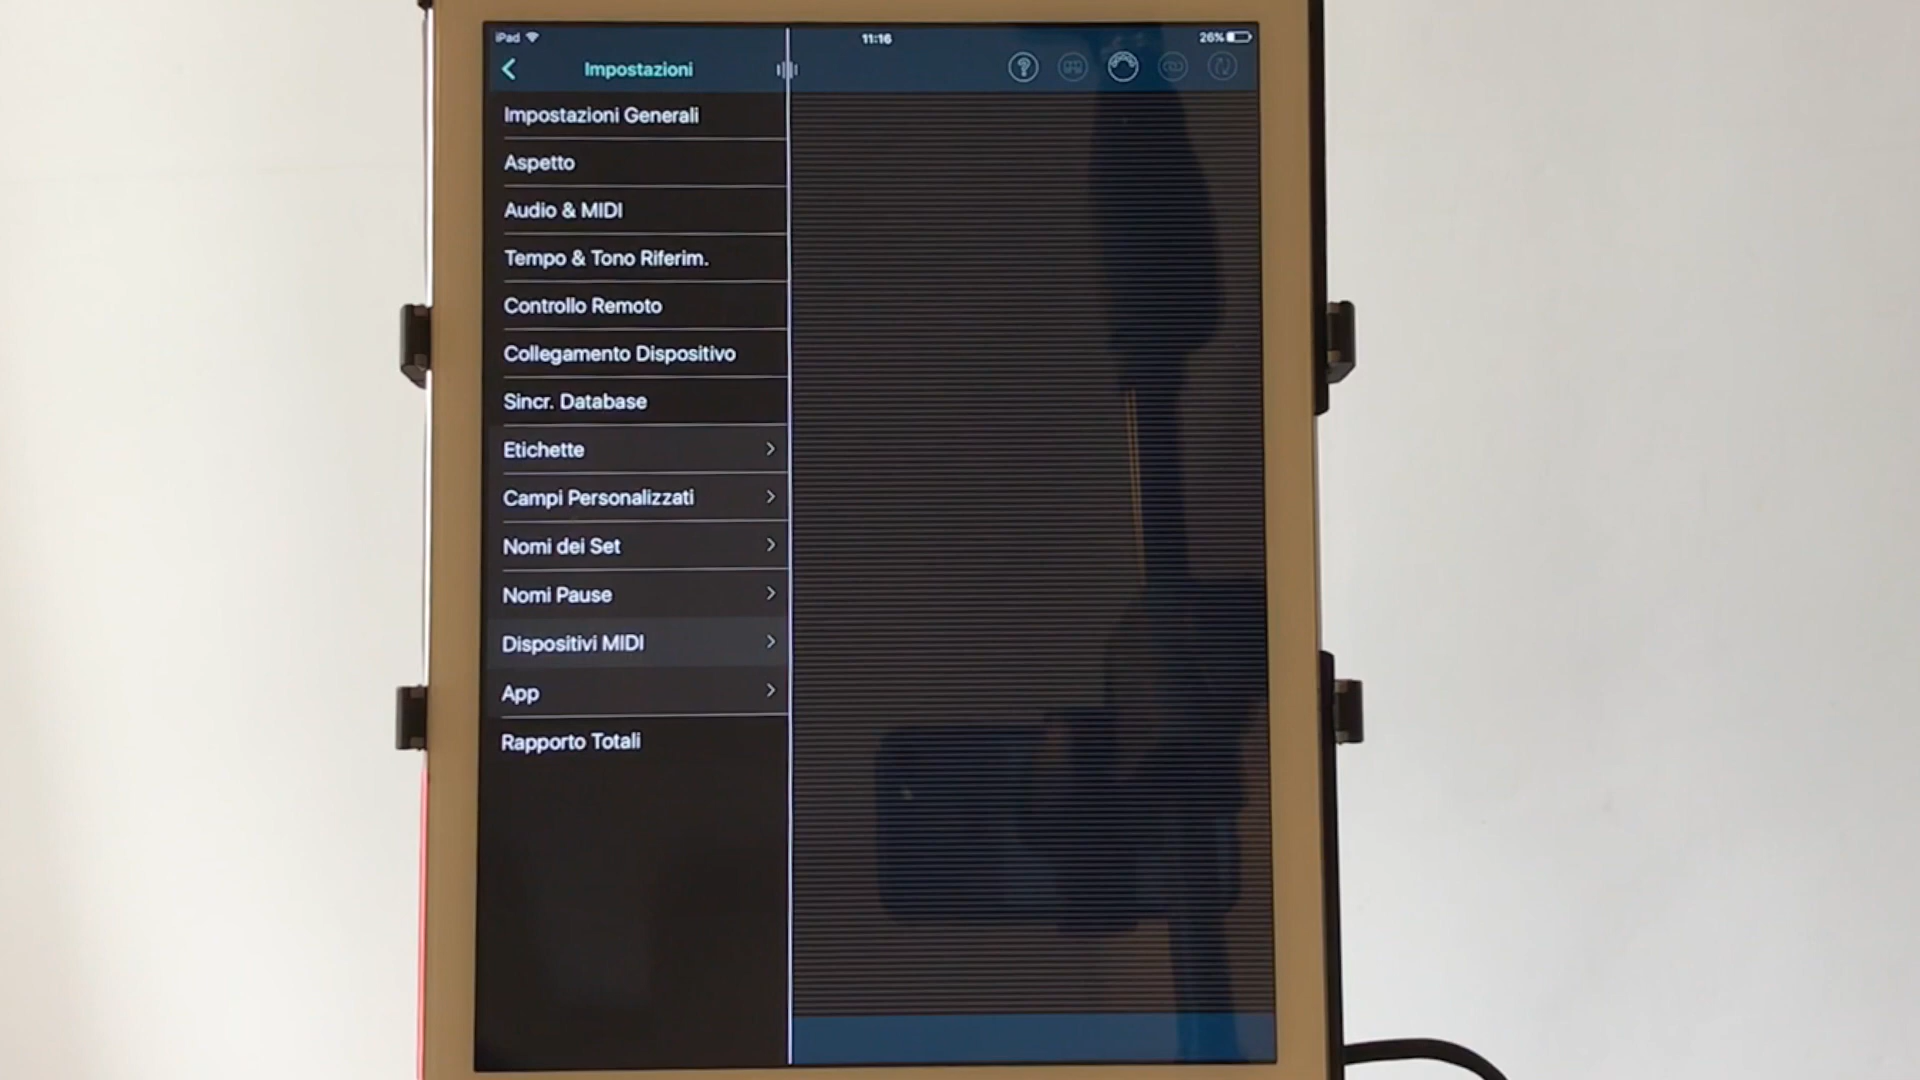 iPad 11:16 26%
Impostazioni
Impostazioni Generali
Aspetto
Audio & MIDI
Tempo & Tono Riferim.
Controllo Remoto
Collegamento Dispositivo
Sincr. Database
Etichette
Campi Personalizzati
Nomi dei Set
Nomi Pause
Dispositivi MIDI
App
Rapporto Totali